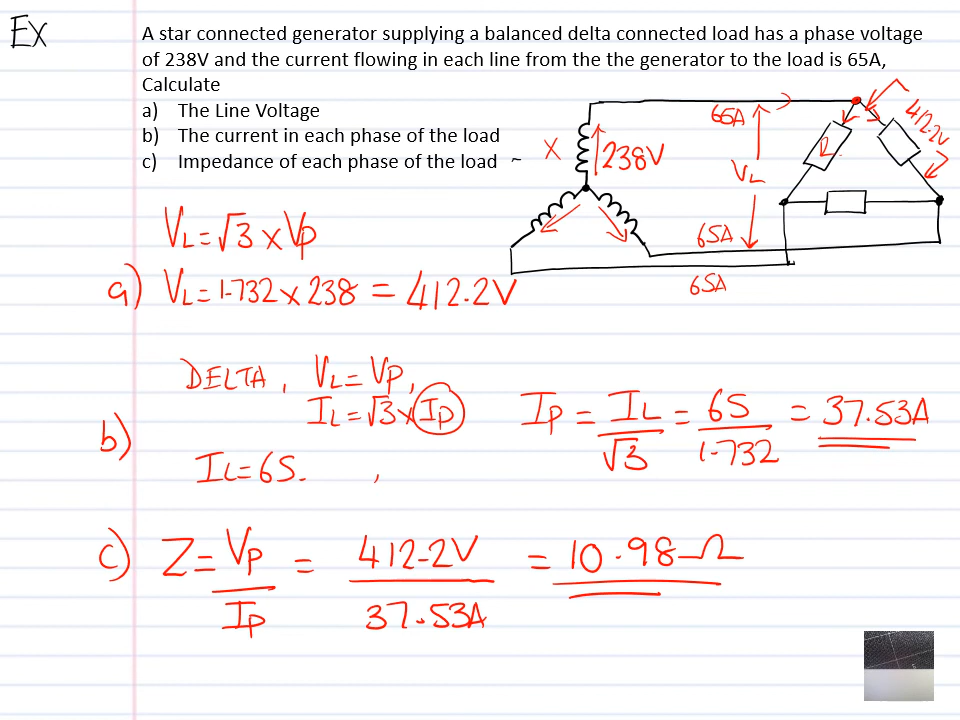 EX
A star connected generator supplying a balanced delta connected load has a phase voltage
of 238V and the current flowing in each line from the the generator to the load is 65A,
Calculate
a) The Line Voltage
b) The current in each phase of the load
c) Impedance of each phase of the load ~
X
238V
66A
VL
65A
65A
R
412.2V
VL = √3 × Vp
a) VL = 1.732 × 238 = 412.2V
DELTA, VL = VP,
IL = √3 × Ip
b)
IL = 65. ,
Ip = IL/√3 = 65/1.732 = 37.53A
c) Z = Vp/Ip = 412.2V/37.53A = 10.98Ω